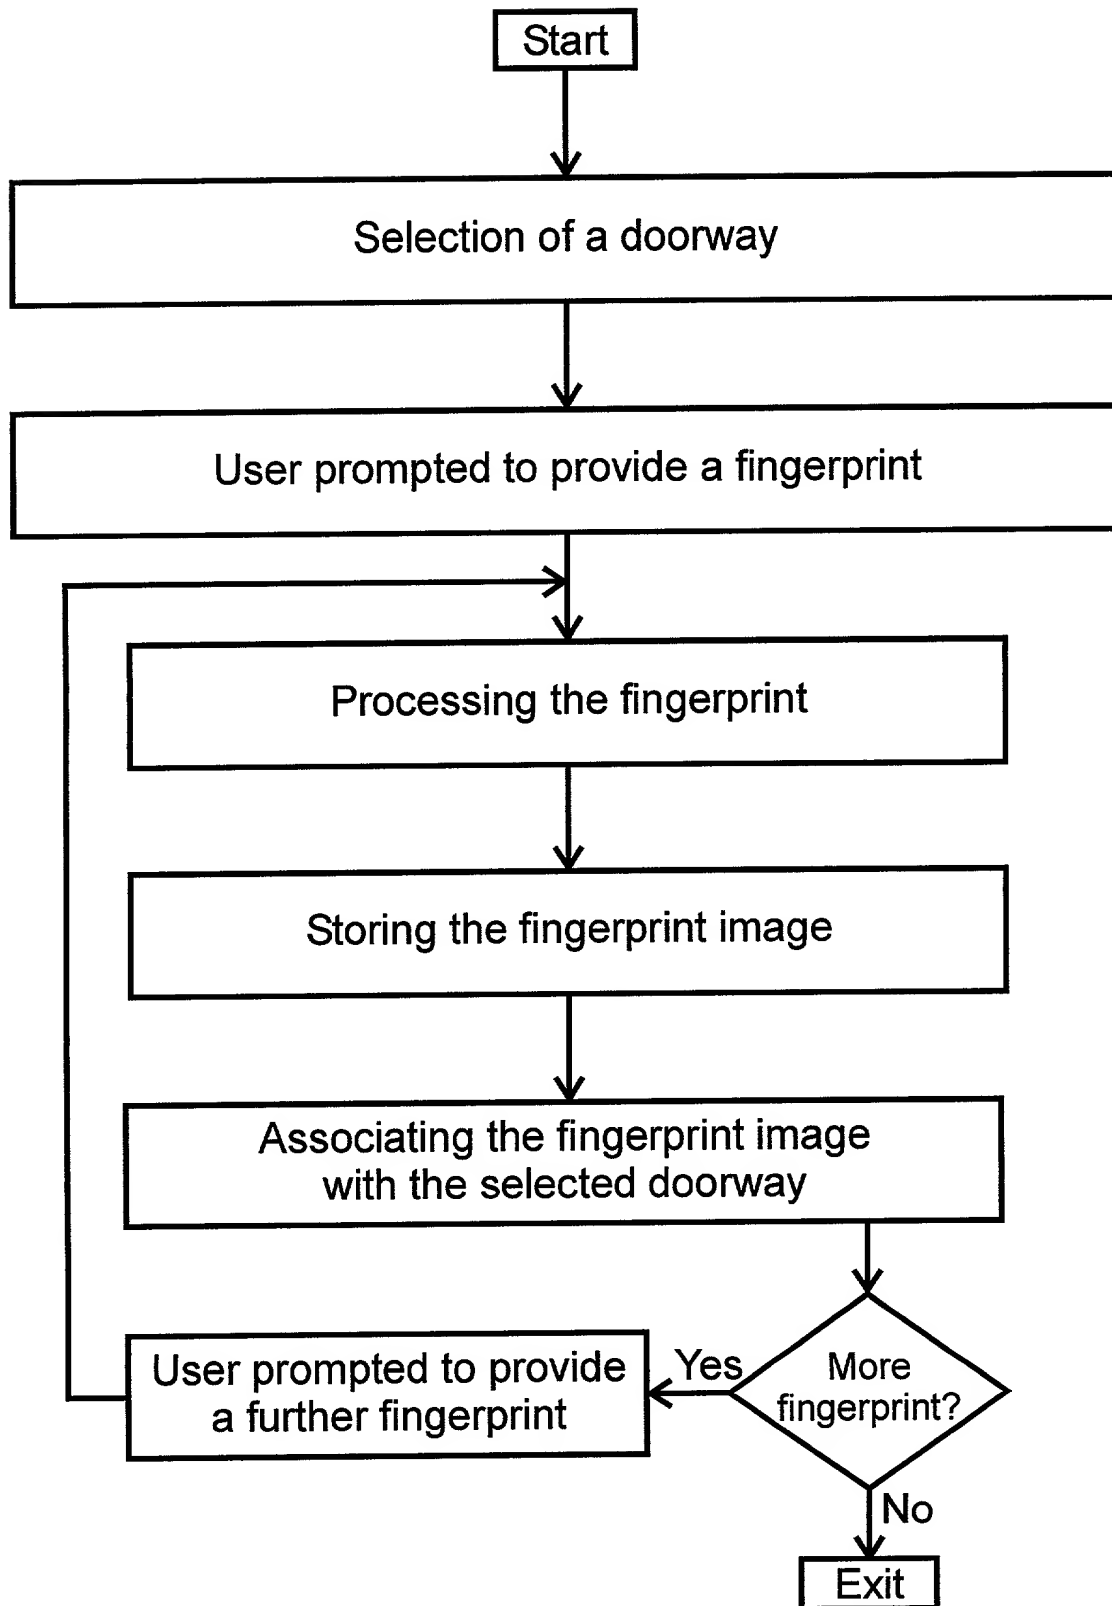 Start
Selection of a doorway
User prompted to provide a fingerprint
Processing the fingerprint
Storing the fingerprint image
Associating the fingerprint image
with the selected doorway
More
fingerprint?
Yes
User prompted to provide
a further fingerprint
No
Exit